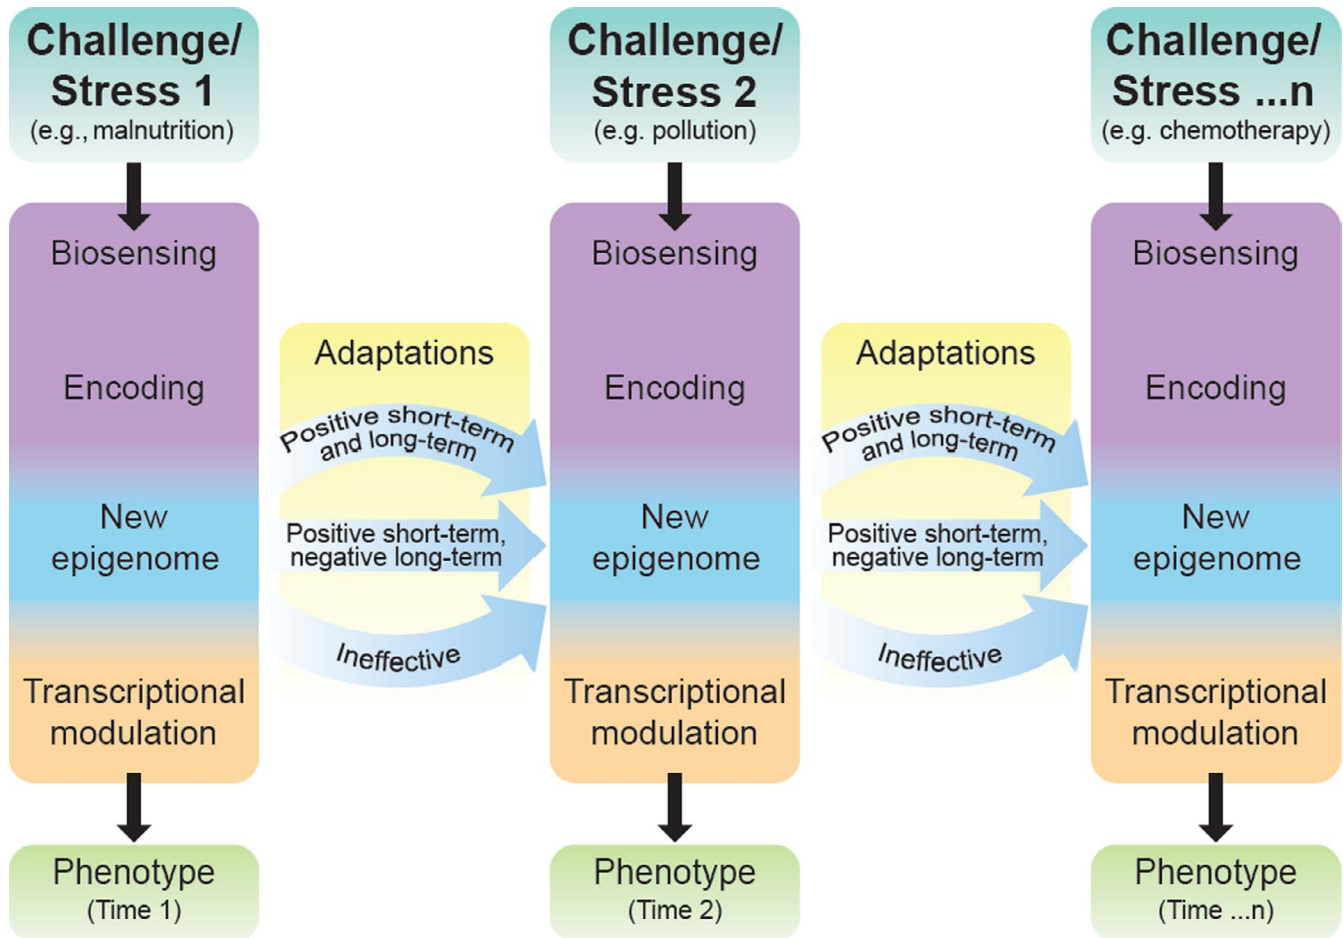 Challenge/
Stress 1
(e.g., malnutrition)
Biosensing
Encoding
New
epigenome
Transcriptional
modulation
Phenotype
(Time 1)
Adaptations
Positive short-term
and long-term
Positive short-term,
negative long-term
Ineffective
Challenge/
Stress 2
(e.g. pollution)
Biosensing
Encoding
New
epigenome
Transcriptional
modulation
Phenotype
(Time 2)
Adaptations
Positive short-term
and long-term
Positive short-term,
negative long-term
Ineffective
Challenge/
Stress ...n
(e.g. chemotherapy)
Biosensing
Encoding
New
epigenome
Transcriptional
modulation
Phenotype
(Time ...n)